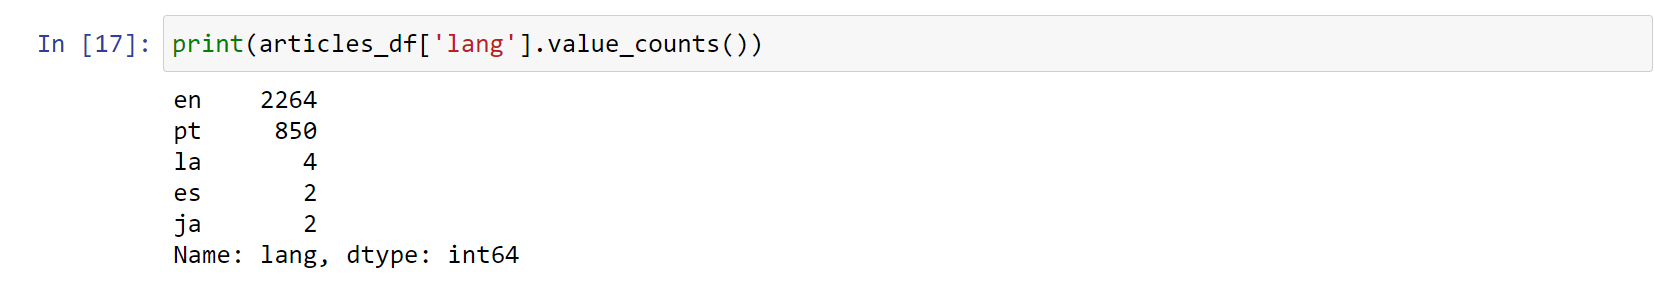 In [17]: print(articles_df['lang'].value_counts())
en    2264
pt     850
la       4
es       2
ja       2
Name: lang, dtype: int64